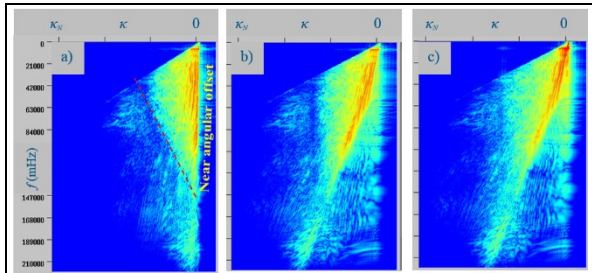 κN κ 0 κN κ 0 κN κ 0
a) b) c)
0
21000
42000
63000
84000
f (mHz)
147000
168000
189000
210000
Near angular offset